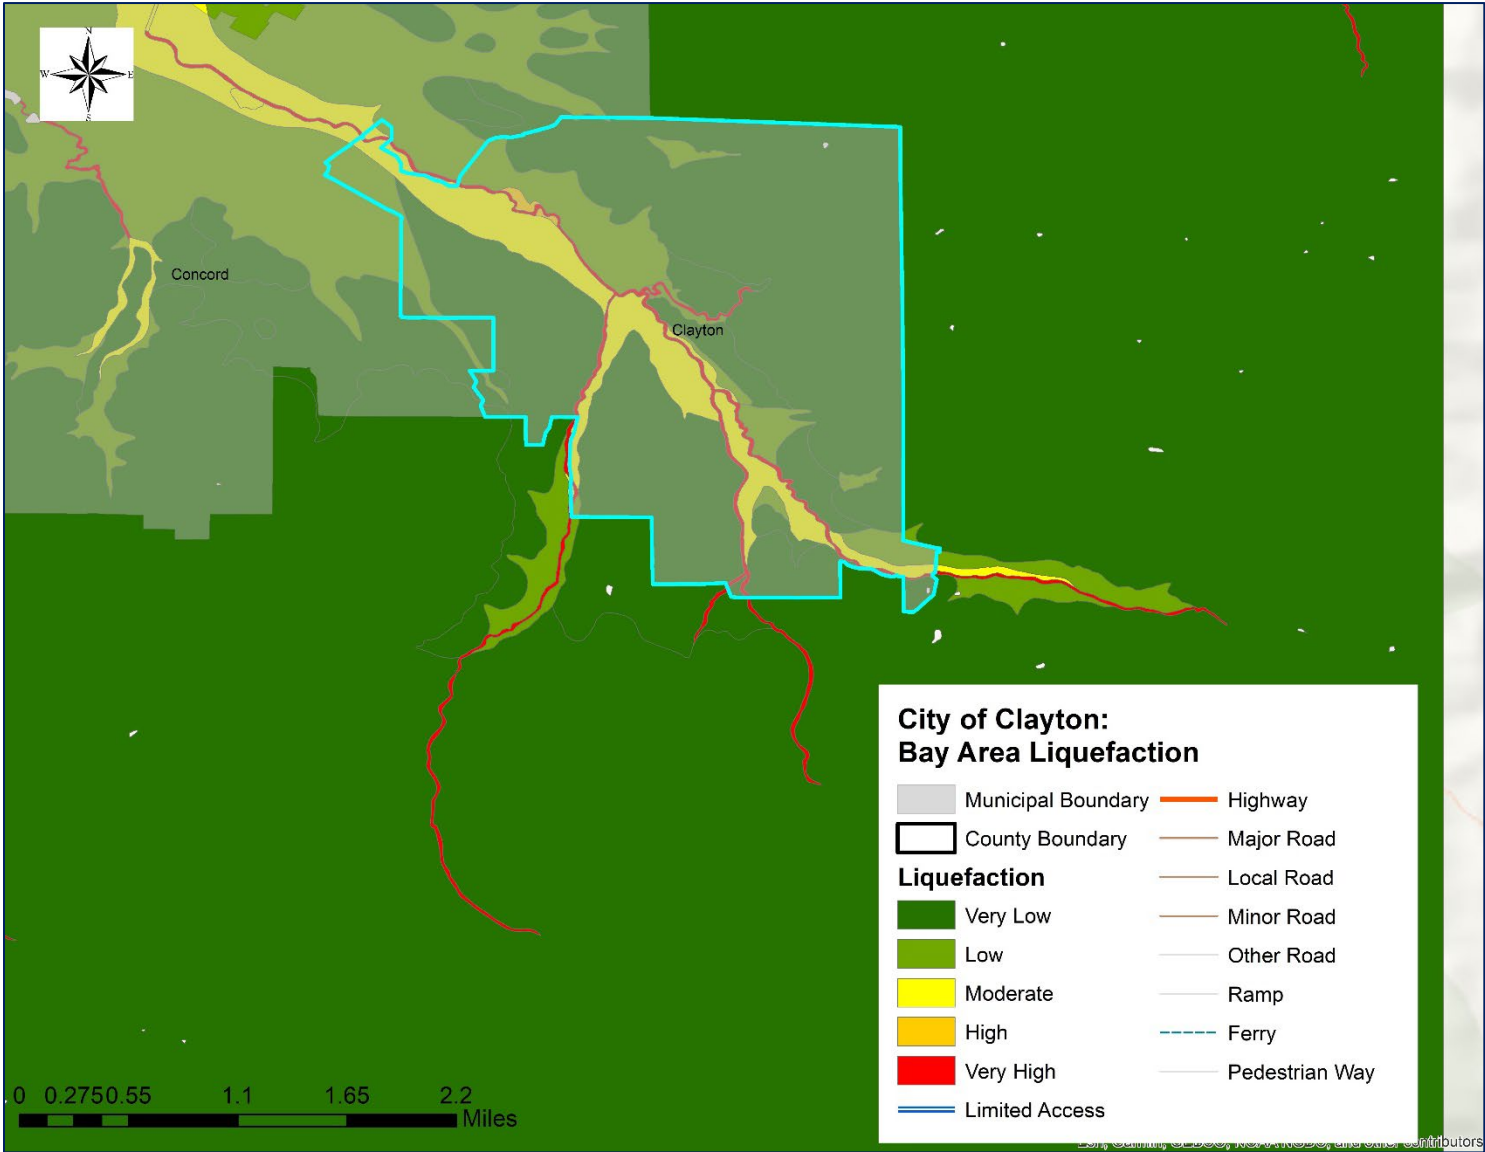 N
W E
S
Concord
Clayton
City of Clayton:
Bay Area Liquefaction
Municipal Boundary
County Boundary
Liquefaction
Very Low
Low
Moderate
High
Very High
Limited Access
Highway
Major Road
Local Road
Minor Road
Other Road
Ramp
Ferry
Pedestrian Way
0 0.275 0.55 1.1 1.65 2.2
Miles
contributors